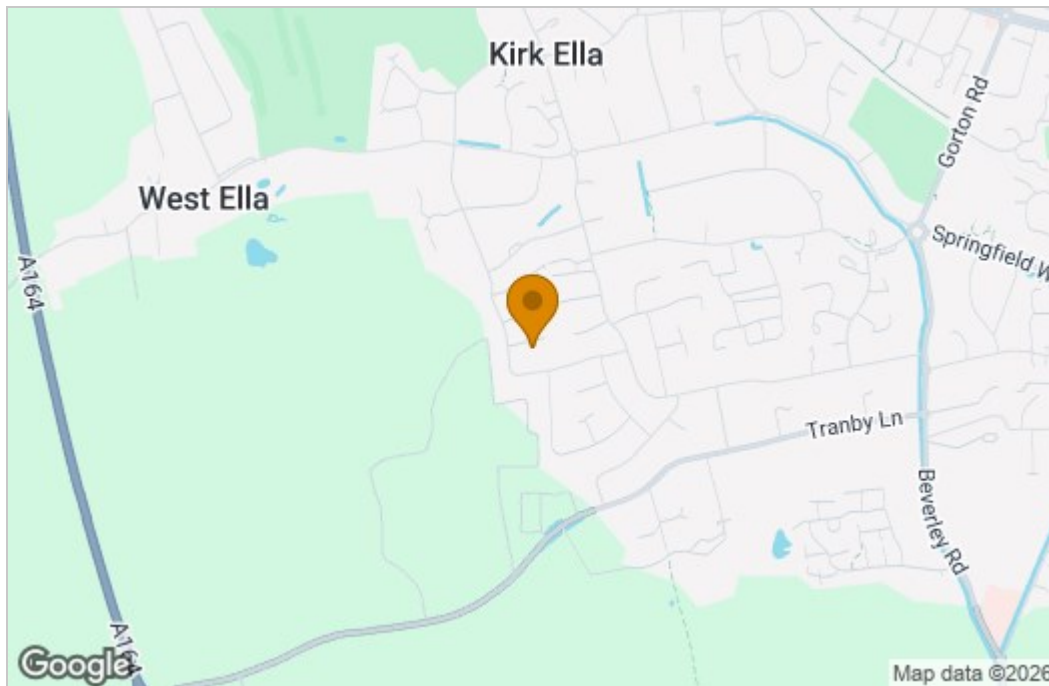 Kirk Ella
Gorton Rd
West Ella
Springfield W
A164
Tranby Ln
Beverley Rd
A164
Google
Map data ©2026